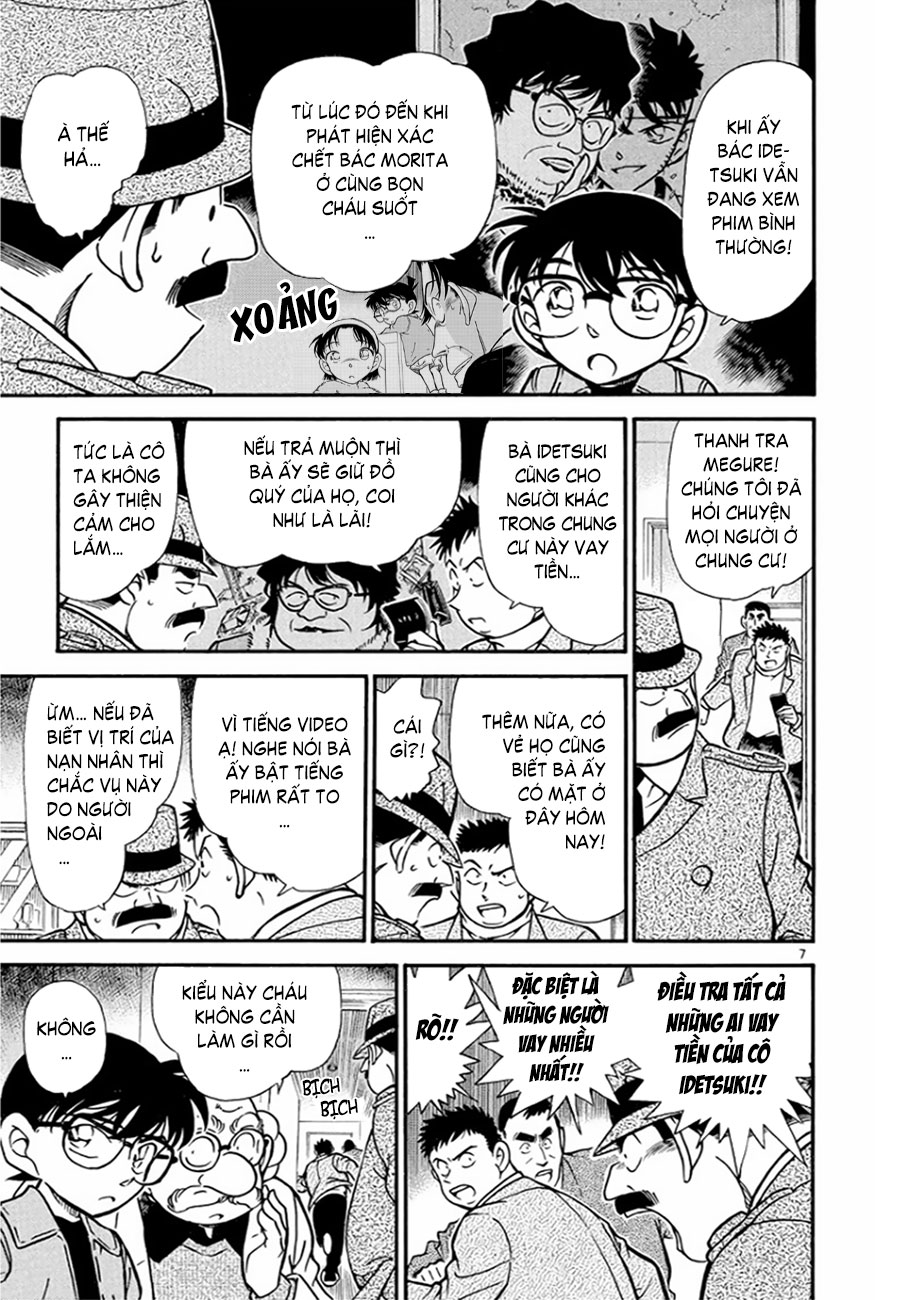 KHI ẤY
BÁC IDE-
TSUKI VẪN
ĐANG XEM
PHIM BÌNH
THƯỜNG!
TỪ LÚC ĐÓ ĐẾN KHI
PHÁT HIỆN XÁC
CHẾT BÁC MORITA
Ở CÙNG BỌN
CHÁU SUỐT
...
XOẢNG
À THẾ
HẢ...
THANH TRA
MEGURE!
CHÚNG TÔI ĐÃ
HỎI CHUYỆN
MỌI NGƯỜI Ở
CHUNG CƯ!
BÀ IDETSUKI
CŨNG CHO
NGƯỜI KHÁC
TRONG CHUNG
CƯ NÀY VAY
TIỀN...
NẾU TRẢ MUỘN THÌ
BÀ ẤY SẼ GIỮ ĐỒ
QUÝ CỦA HỌ, COI
NHƯ LÀ LÃI!
TỨC LÀ CÔ
TA KHÔNG
GÂY THIỆN
CẢM CHO
LẮM...
THÊM NỮA, CÓ
VẺ HỌ CŨNG
BIẾT BÀ ẤY
CÓ MẶT Ở
ĐÂY HÔM
NAY!
CÁI
GÌ?!
VÌ TIẾNG VIDEO
Ạ! NGHE NÓI BÀ
ẤY BẬT TIẾNG
PHIM RẤT TO
...
ỪM... NẾU ĐÃ
BIẾT VỊ TRÍ CỦA
NẠN NHÂN THÌ
CHẮC VỤ NÀY
DO NGƯỜI
NGOÀI
...
7
ĐIỀU TRA TẤT CẢ
NHỮNG AI VAY
TIỀN CỦA CÔ
IDETSUKI!!
ĐẶC BIỆT LÀ
NHỮNG NGƯỜI
VAY NHIỀU
NHẤT!!
RÕ!!
BỊCH
BỊCH
KIỂU NÀY CHÁU
KHÔNG CẦN
LÀM GÌ RỒI
...
KHÔNG
...